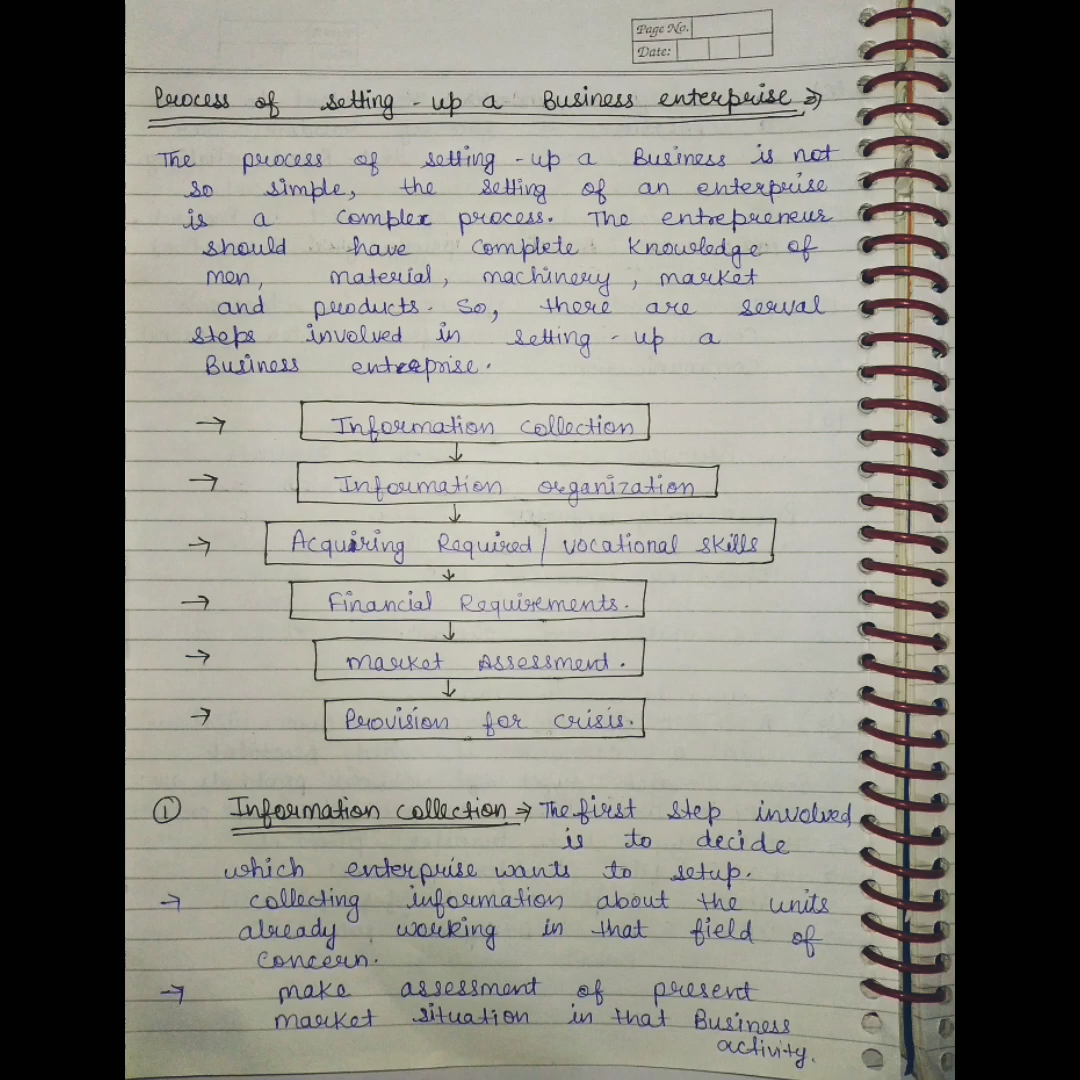 Page No.
Date:
Process of setting-up a Business enterprise ⇒
The process of setting-up a Business is not
so simple, the setting of an enterprise
is a complex process. The entrepreneur
should have complete knowledge of
men, material, machinery, market
and products. So, there are serval
steps involved in setting-up a
Business enterprise.
→ Information collection
↓
→ Information organization
↓
→ Acquiring Required/vocational skills
↓
→ Financial Requirements.
↓
→ Market Assessment.
↓
→ Provision for crisis.
① Information collection ⇒ The first step involved
is to decide
which enterprise wants to setup.
→ collecting information about the units
already working in that field of
concern.
→ make assessment of present
market situation in that Business
activity.